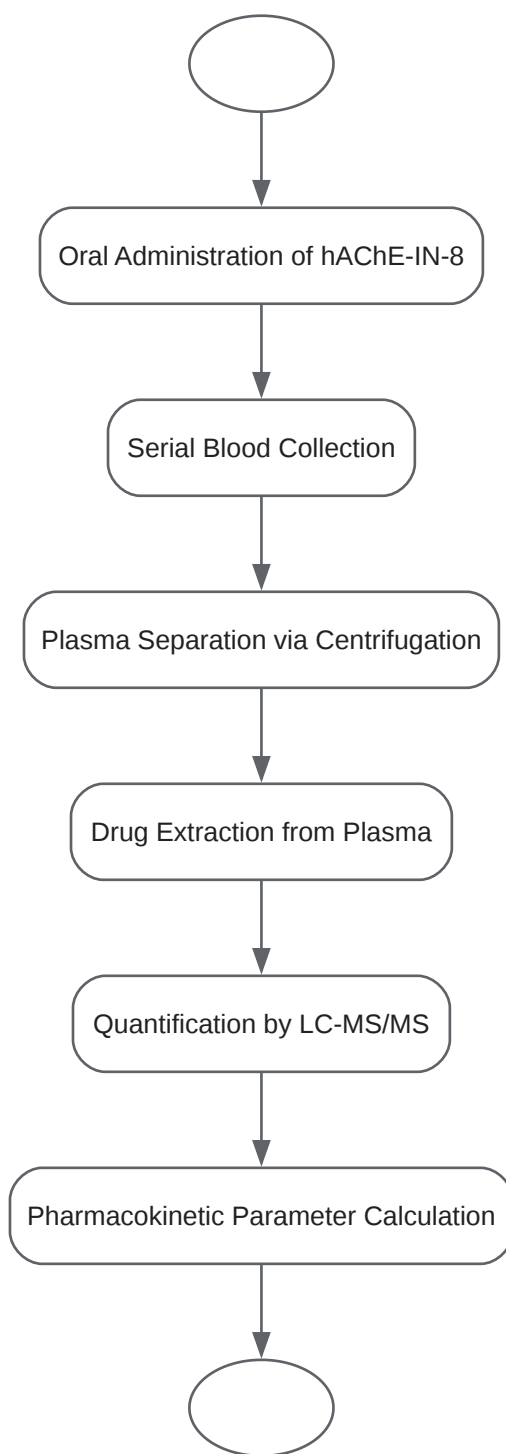 Oral Administration of hAChE-IN-8
Serial Blood Collection
Plasma Separation via Centrifugation
Drug Extraction from Plasma
Quantification by LC-MS/MS
Pharmacokinetic Parameter Calculation